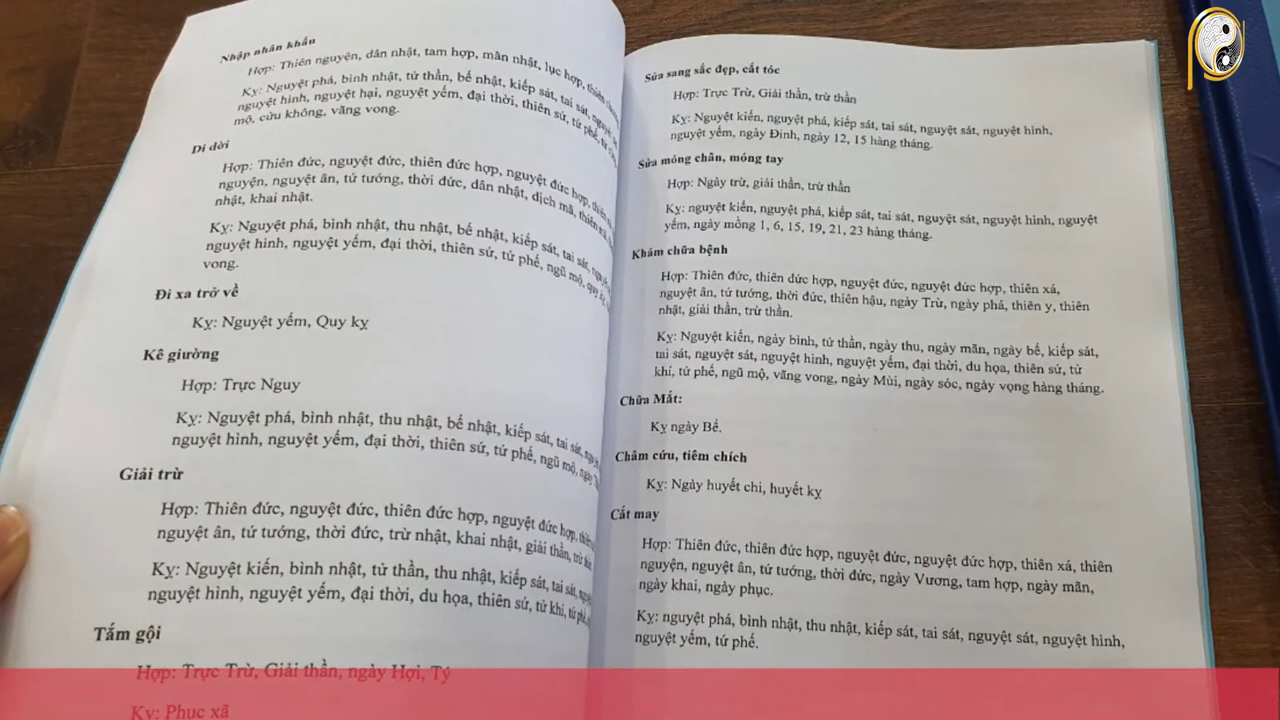 Nhập nhân khẩu
Hợp: Thiên nguyện, dân nhật, tam hợp, mãn nhật, lục hợp, thiên
Kỵ: Nguyệt phá, bình nhật, tử thần, bế nhật, kiếp sát, tai sát,
nguyệt hình, nguyệt hại, nguyệt yếm, đại thời, thiên sứ, tứ phế,
mộ, cửu không, vãng vong.
Di dời
Hợp: Thiên đức, nguyệt đức, thiên đức hợp, nguyệt đức hợp,
nguyện, nguyệt ân, tứ tướng, thời đức, dân nhật, dịch mã, thiên mã,
nhật, khai nhật.
Kỵ: Nguyệt phá, bình nhật, thu nhật, bế nhật, kiếp sát, tai sát,
nguyệt hình, nguyệt yếm, đại thời, thiên sứ, tứ phế, ngũ mộ, quy kỵ,
vong.
Đi xa trở về
Kỵ: Nguyệt yếm, Quy kỵ
Kê giường
Hợp: Trực Nguy
Kỵ: Nguyệt phá, bình nhật, thu nhật, bế nhật, kiếp sát, tai sát,
nguyệt hình, nguyệt yếm, đại thời, thiên sứ, tứ phế, ngũ mộ, ngày
Giải trừ
Hợp: Thiên đức, nguyệt đức, thiên đức hợp, nguyệt đức hợp,
nguyệt ân, tứ tướng, thời đức, trừ nhật, khai nhật, giải thần, trừ
Kỵ: Nguyệt kiến, bình nhật, tử thần, thu nhật, kiếp sát, tai sát,
nguyệt hình, nguyệt yếm, đại thời, du họa, thiên sứ, tử khí, tứ phế,
Tắm gội
Hợp: Trực Trừ, Giải thần, ngày Hợi, Tý
Kỵ: Phục xã
Sửa sang sắc đẹp, cắt tóc
Hợp: Trực Trừ, Giải thần, trừ thần
Kỵ: Nguyệt kiến, nguyệt phá, kiếp sát, tai sát, nguyệt sát, nguyệt hình,
nguyệt yếm, ngày Đinh, ngày 12, 15 hàng tháng.
Sửa móng chân, móng tay
Hợp: Ngày trừ, giải thần, trừ thần
Kỵ: nguyệt kiến, nguyệt phá, kiếp sát, tai sát, nguyệt sát, nguyệt hình, nguyệt
yếm, ngày mồng 1, 6, 15, 19, 21, 23 hàng tháng.
Khám chữa bệnh
Hợp: Thiên đức, thiên đức hợp, nguyệt đức, nguyệt đức hợp, thiên xá,
nguyệt ân, tứ tướng, thời đức, thiên hậu, ngày Trừ, ngày phá, thiên y, thiên
nhật, giải thần, trừ thần.
Kỵ: Nguyệt kiến, ngày bình, tử thần, ngày thu, ngày mãn, ngày bế, kiếp sát,
tai sát, nguyệt sát, nguyệt hình, nguyệt yếm, đại thời, du họa, thiên sứ, tử
khí, tứ phế, ngũ mộ, vãng vong, ngày Mùi, ngày sóc, ngày vọng hàng tháng.
Chữa Mắt:
Kỵ ngày Bế.
Châm cứu, tiêm chích
Kỵ: Ngày huyết chi, huyết kỵ
Cắt may
Hợp: Thiên đức, thiên đức hợp, nguyệt đức, nguyệt đức hợp, thiên xá, thiên
nguyện, nguyệt ân, tứ tướng, thời đức, ngày Vương, tam hợp, ngày mãn,
ngày khai, ngày phục.
Kỵ: nguyệt phá, bình nhật, thu nhật, kiếp sát, tai sát, nguyệt sát, nguyệt hình,
nguyệt yếm, tứ phế.